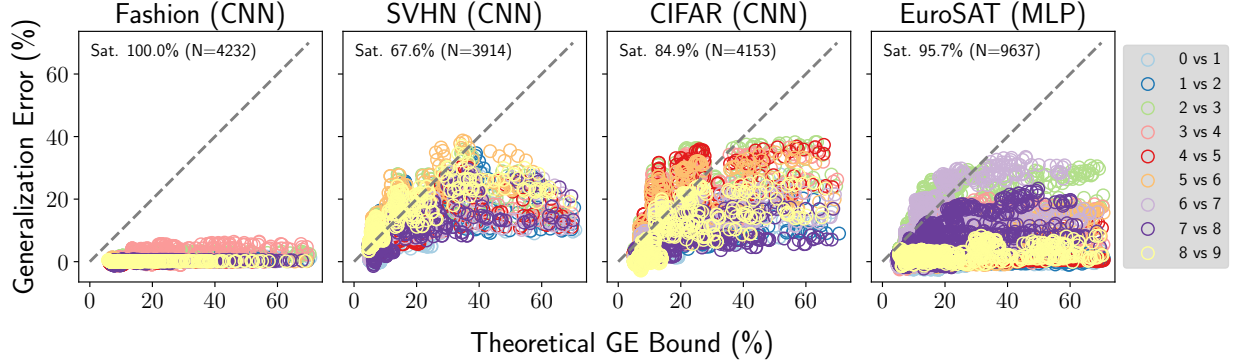 Fashion (CNN)
SVHN (CNN)
CIFAR (CNN)
EuroSAT (MLP)
Generalization Error (%)
Sat. 100.0% (N=4232)
Sat. 67.6% (N=3914)
Sat. 84.9% (N=4153)
Sat. 95.7% (N=9637)
60
40
20
0
0 20 40 60
0 20 40 60
0 20 40 60
0 20 40 60
Theoretical GE Bound (%)
0 vs 1
1 vs 2
2 vs 3
3 vs 4
4 vs 5
5 vs 6
6 vs 7
7 vs 8
8 vs 9